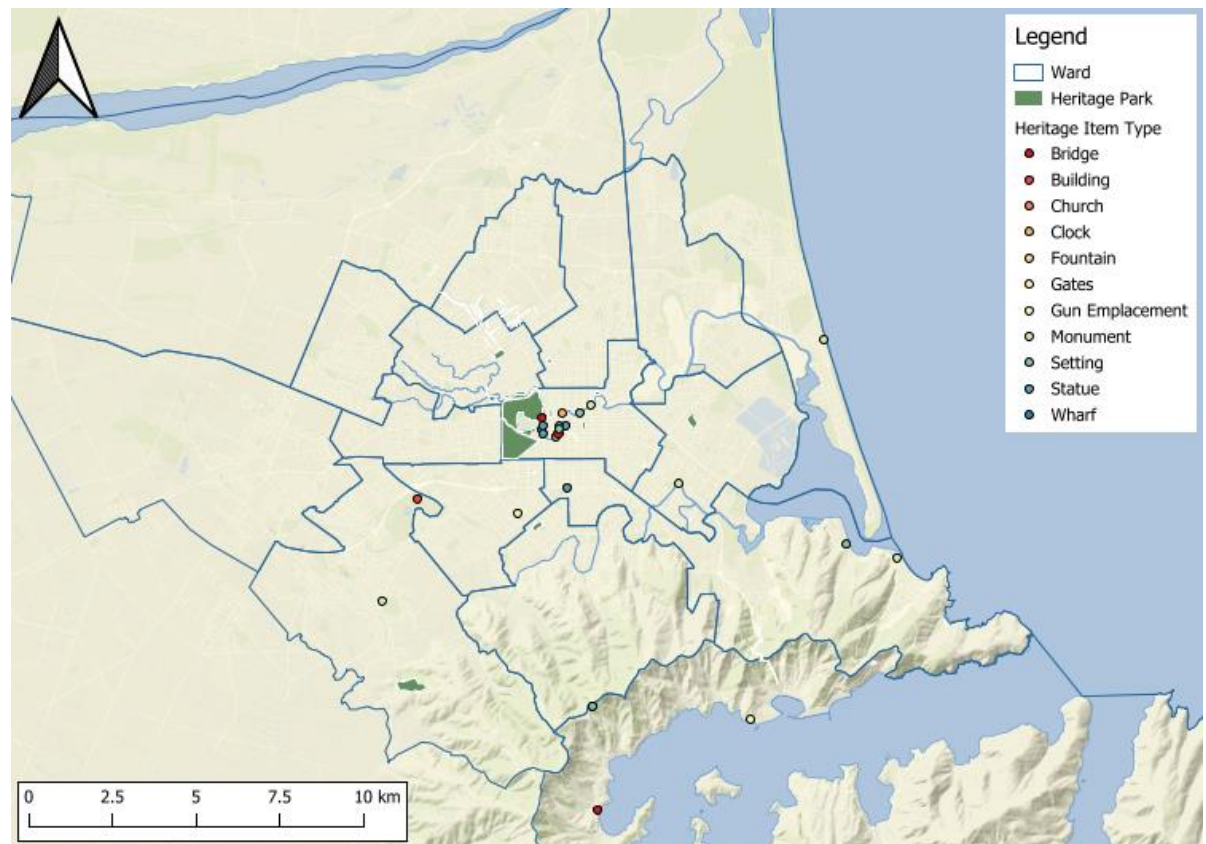 Legend
Ward
Heritage Park
Heritage Item Type
Bridge
Building
Church
Clock
Fountain
Gates
Gun Emplacement
Monument
Setting
Statue
Wharf
0 2.5 5 7.5 10 km